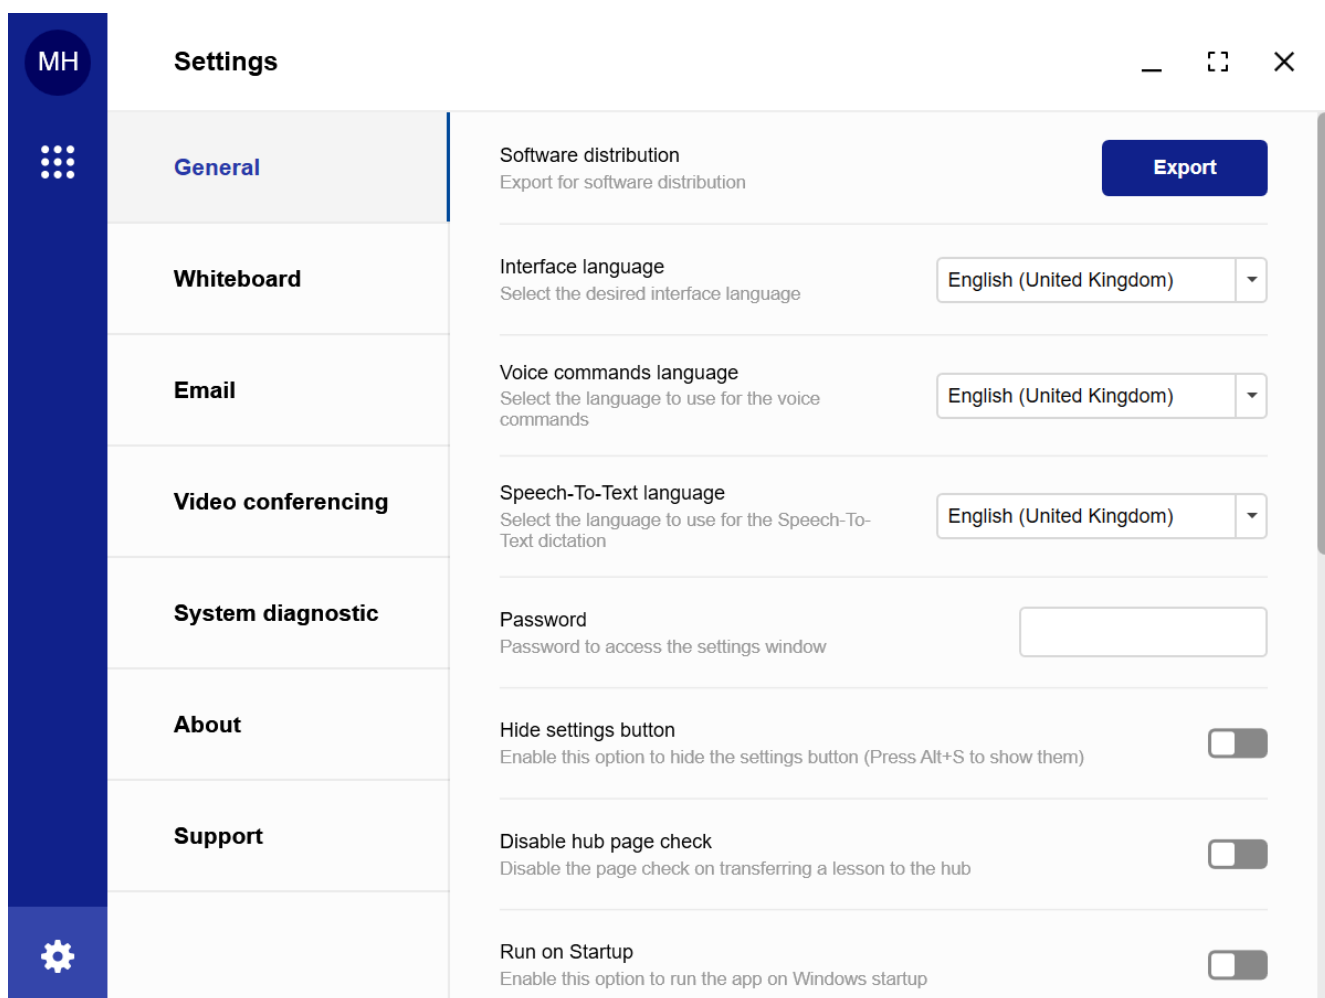 MH
Settings
General
Whiteboard
Email
Video conferencing
System diagnostic
About
Support
Software distribution
Export for software distribution
Export
Interface language
Select the desired interface language
English (United Kingdom)
Voice commands language
Select the language to use for the voice
commands
English (United Kingdom)
Speech-To-Text language
Select the language to use for the Speech-To-
Text dictation
English (United Kingdom)
Password
Password to access the settings window
Hide settings button
Enable this option to hide the settings button (Press Alt+S to show them)
Disable hub page check
Disable the page check on transferring a lesson to the hub
Run on Startup
Enable this option to run the app on Windows startup